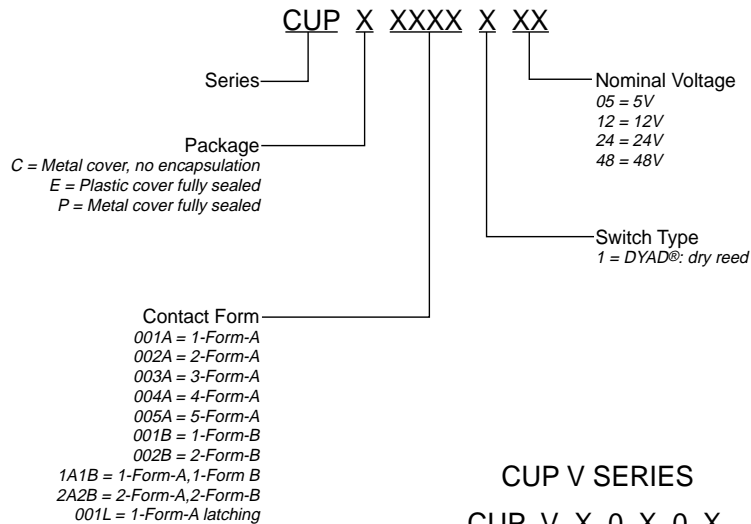 CUP X XXXX X XX
Series
Nominal Voltage
05 = 5V
12 = 12V
24 = 24V
48 = 48V
Package
C = Metal cover, no encapsulation
E = Plastic cover fully sealed
P = Metal cover fully sealed
Switch Type
1 = DYAD®: dry reed
Contact Form
001A = 1-Form-A
002A = 2-Form-A
003A = 3-Form-A
004A = 4-Form-A
005A = 5-Form-A
001B = 1-Form-B
002B = 2-Form-B
1A1B = 1-Form-A,1-Form B
2A2B = 2-Form-A,2-Form-B
001L = 1-Form-A latching
CUP V SERIES
CUP V X 0 X 0 X